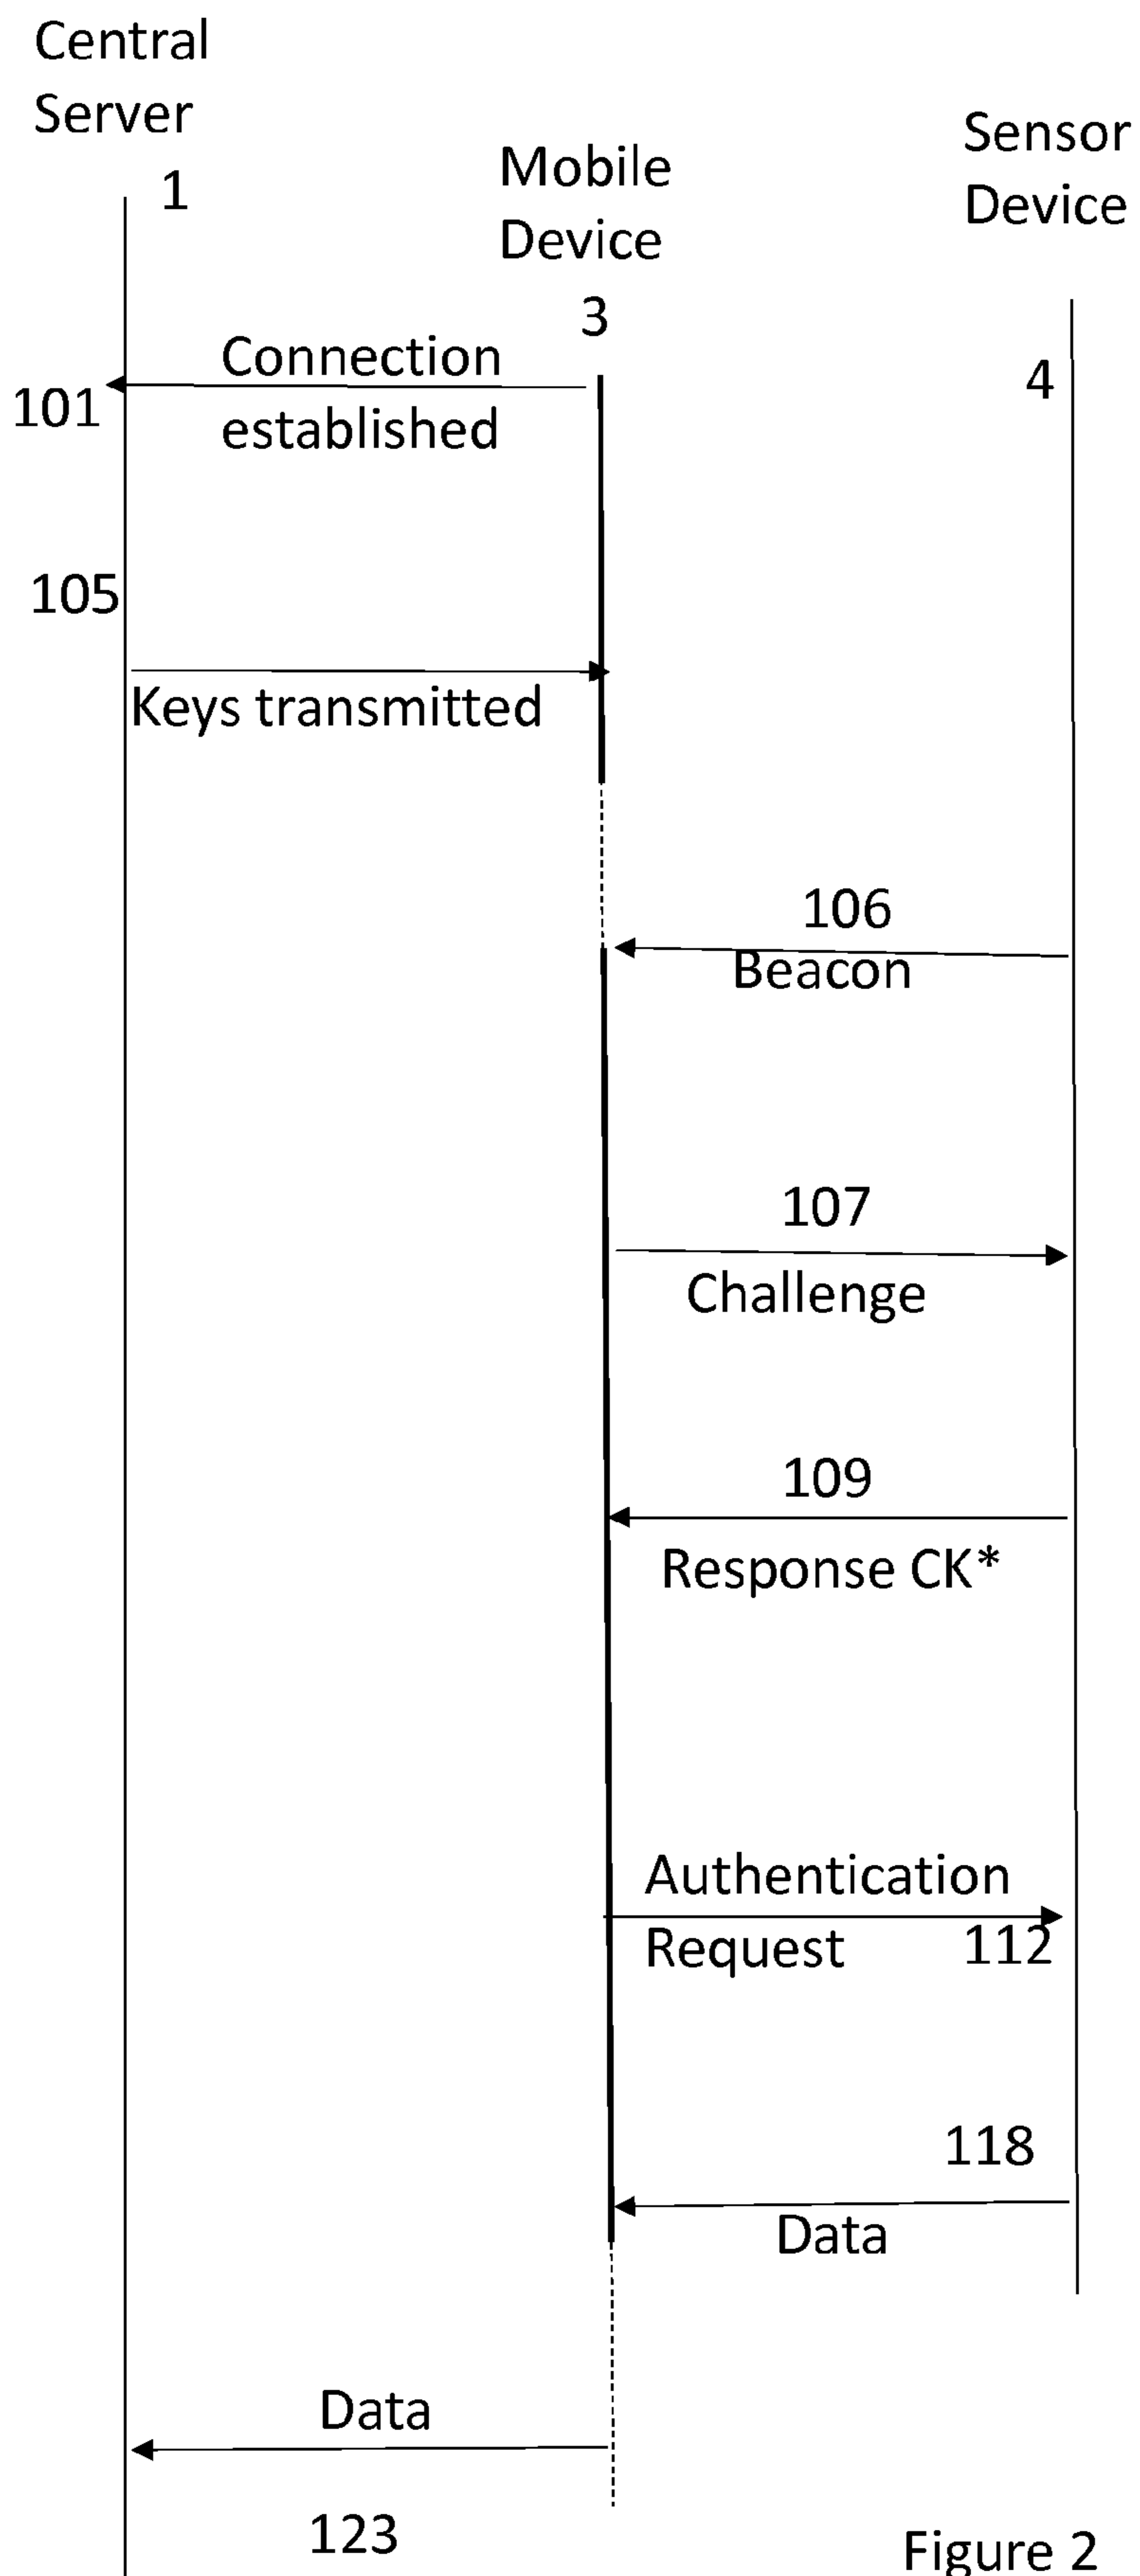 Central
Server
1
Mobile
Device
3
Sensor
Device
4
Connection
established
101
105
Keys transmitted
106
Beacon
107
Challenge
109
Response CK*
Authentication
Request 112
118
Data
Data
123
Figure 2